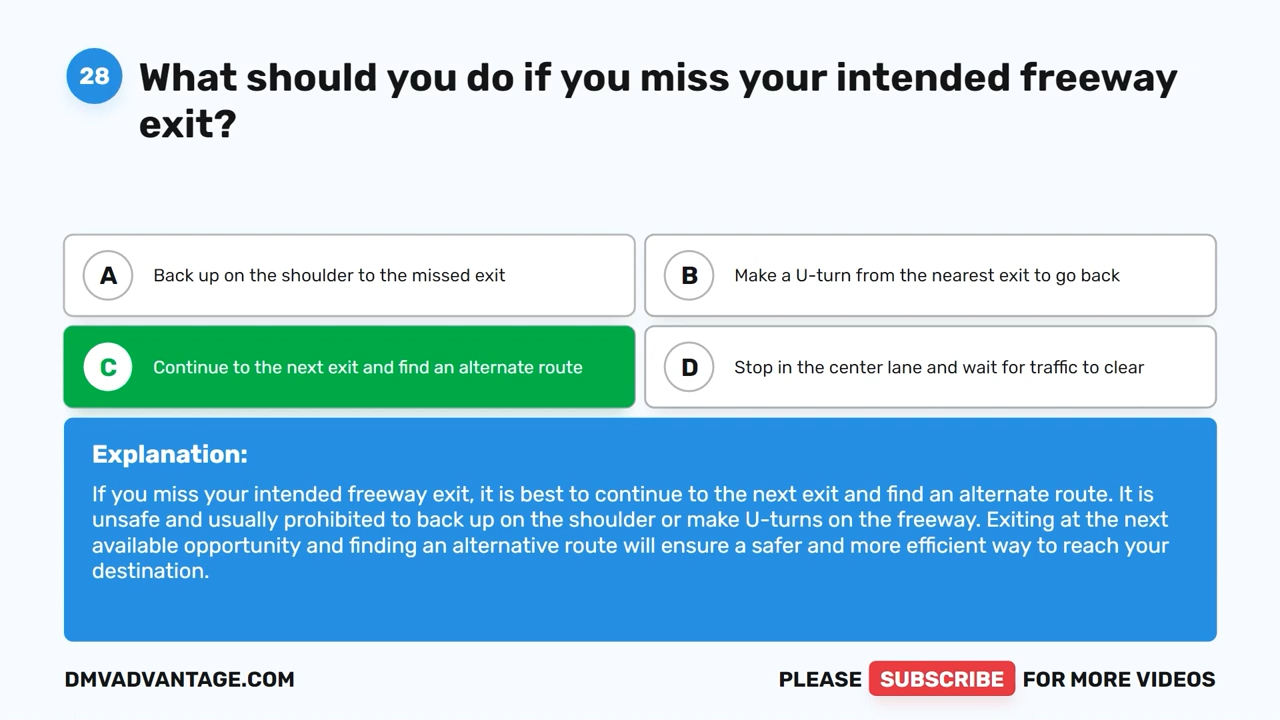 28
What should you do if you miss your intended freeway
exit?
A
Back up on the shoulder to the missed exit
B
Make a U-turn from the nearest exit to go back
C
Continue to the next exit and find an alternate route
D
Stop in the center lane and wait for traffic to clear
Explanation:
If you miss your intended freeway exit, it is best to continue to the next exit and find an alternate route. It is
unsafe and usually prohibited to back up on the shoulder or make U-turns on the freeway. Exiting at the next
available opportunity and finding an alternative route will ensure a safer and more efficient way to reach your
destination.
DMVADVANTAGE.COM
PLEASE SUBSCRIBE FOR MORE VIDEOS